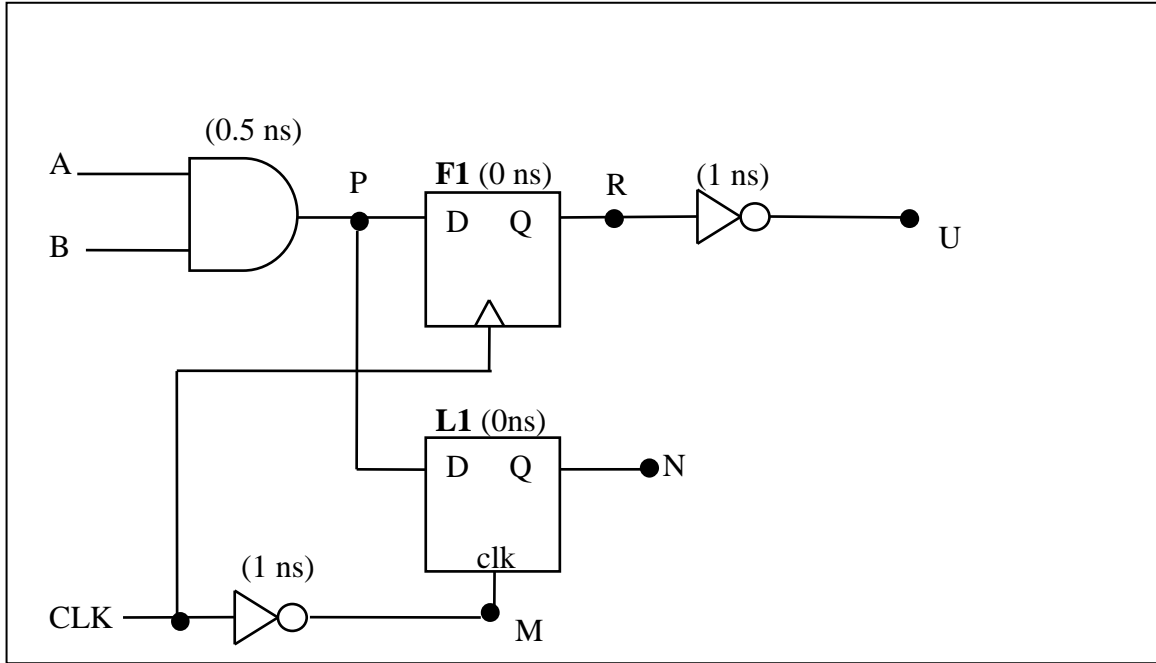 (0.5 ns)
A
B
P
F1 (0 ns)
D Q
R
(1 ns)
U
L1 (0ns)
D Q
clk
N
(1 ns)
CLK
M